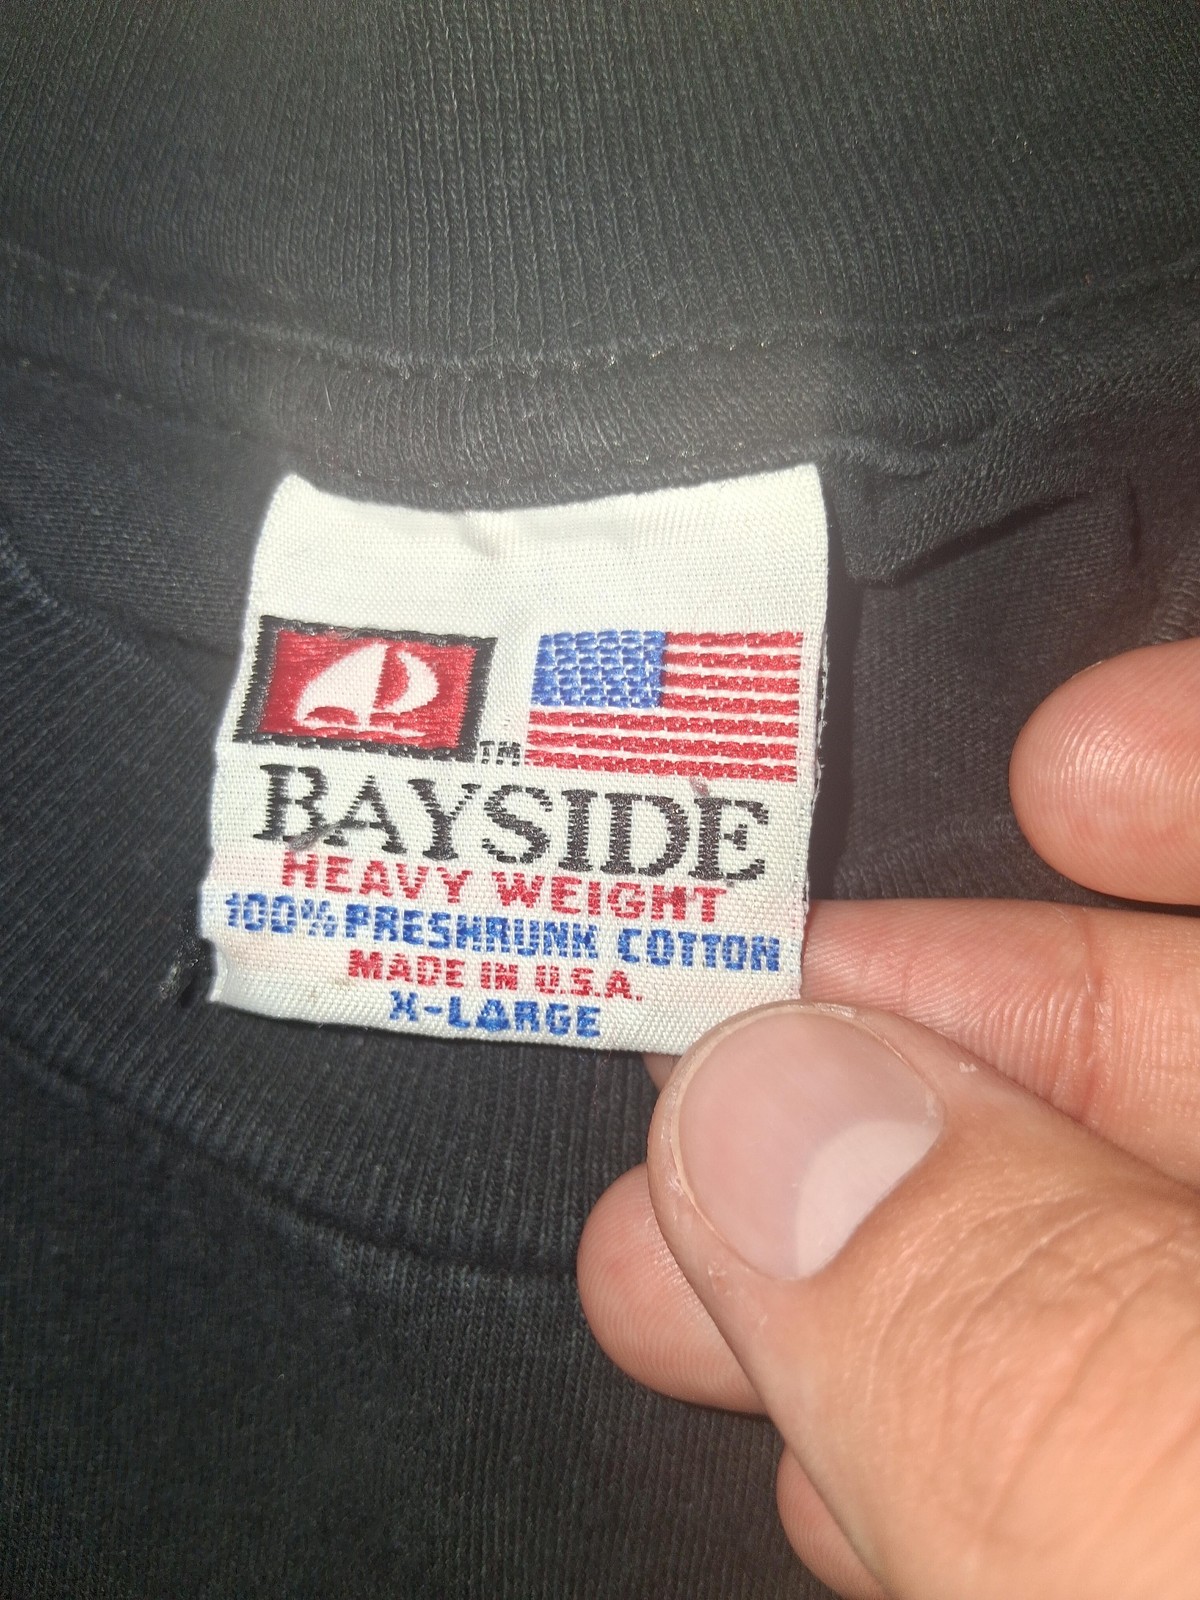 TM
BAYSIDE
HEAVY WEIGHT
100% PRESHRUNK COTTON
MADE IN U.S.A.
X-LARGE